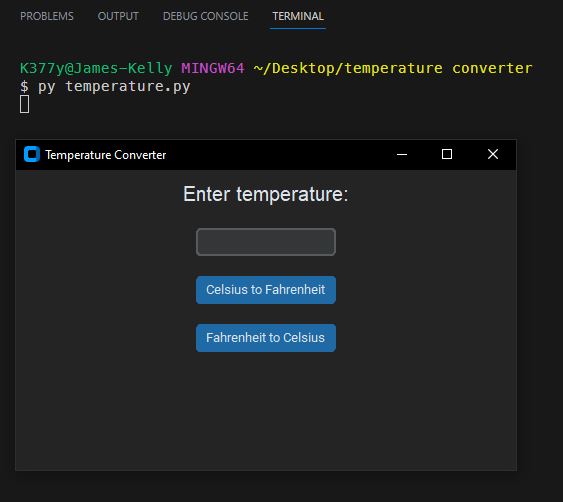 PROBLEMS OUTPUT DEBUG CONSOLE TERMINAL
K377y@James-Kelly MINGW64 ~/Desktop/temperature converter
$ py temperature.py
Temperature Converter
Enter temperature:
Celsius to Fahrenheit
Fahrenheit to Celsius